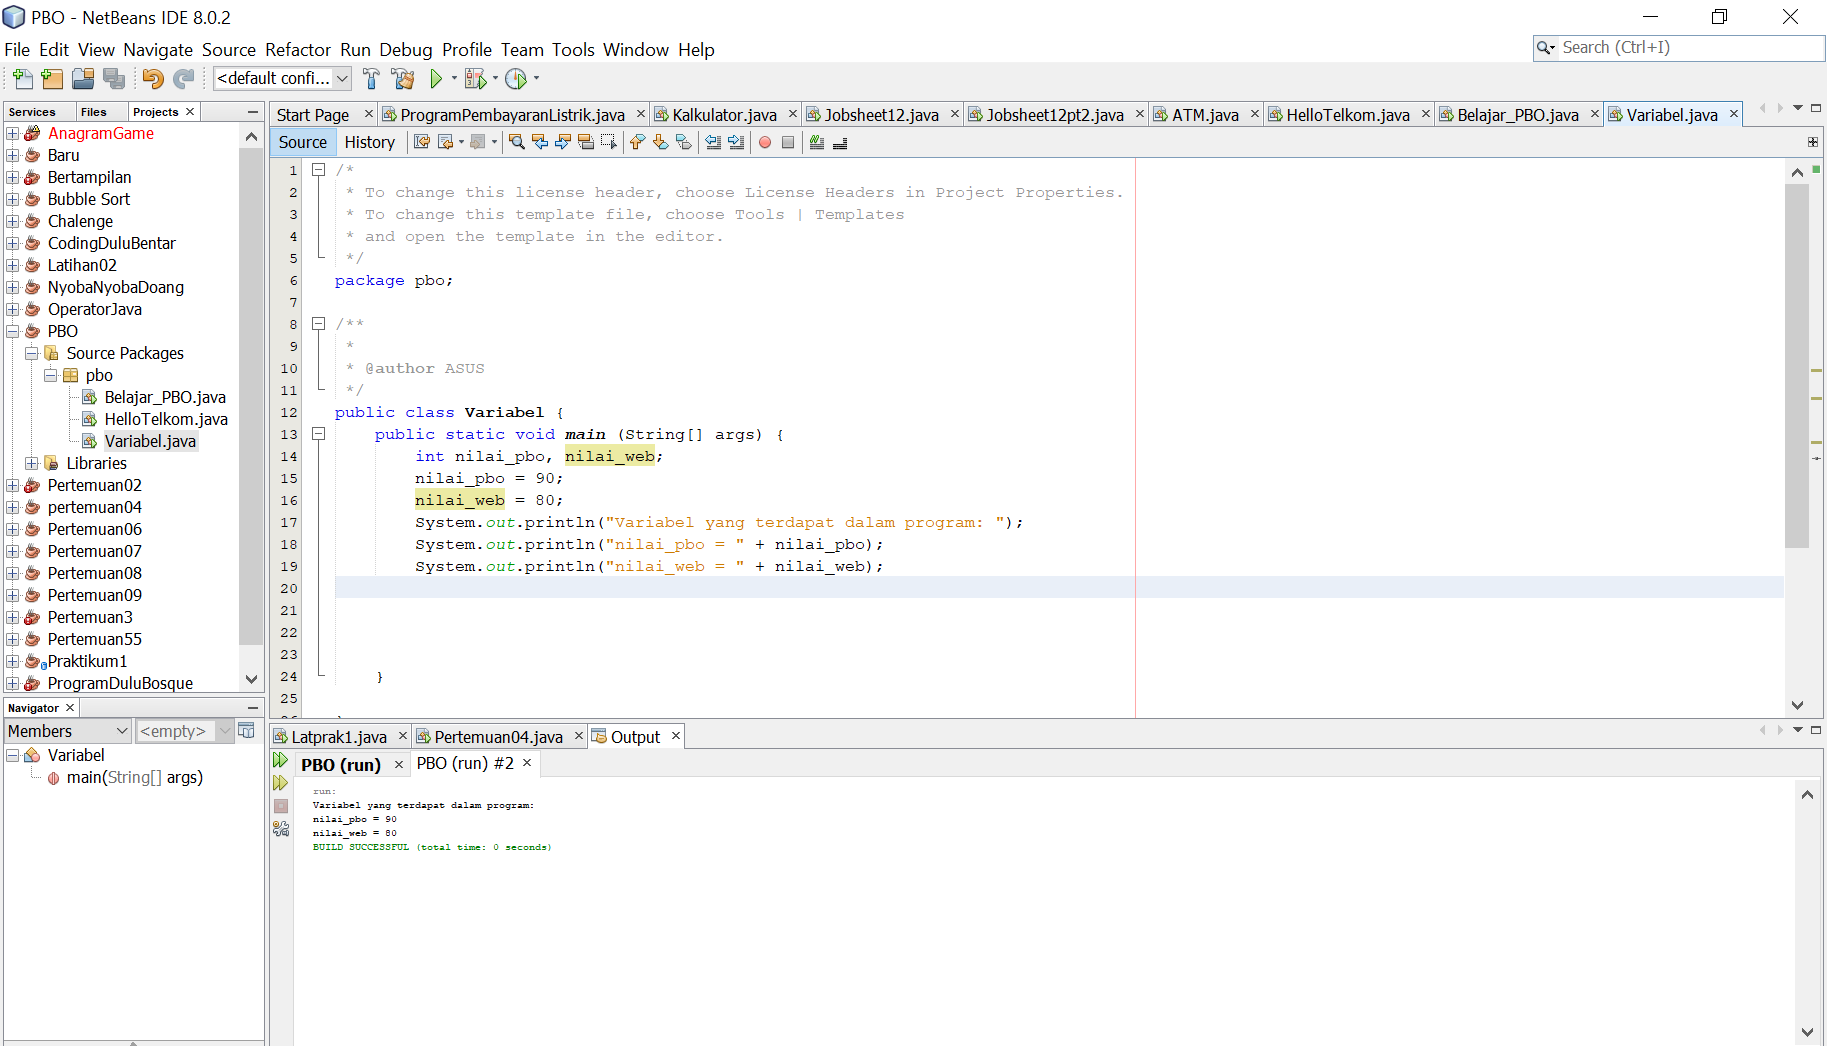 PBO - NetBeans IDE 8.0.2
File Edit View Navigate Source Refactor Run Debug Profile Team Tools Window Help
Search (Ctrl+I)
<default confi...
Services Files Projects
AnagramGame
Baru
Bertampilan
Bubble Sort
Chalenge
CodingDuluBentar
Latihan02
NyobaNyobaDoang
OperatorJava
PBO
Source Packages
pbo
Belajar_PBO.java
HelloTelkom.java
Variabel.java
Libraries
Pertemuan02
pertemuan04
Pertemuan06
Pertemuan07
Pertemuan08
Pertemuan09
Pertemuan3
Pertemuan55
Praktikum1
ProgramDuluBosque
Navigator
Members <empty>
Variabel
main(String[] args)
Start Page ProgramPembayaranListrik.java Kalkulator.java Jobsheet12.java Jobsheet12pt2.java ATM.java HelloTelkom.java Belajar_PBO.java Variabel.java
Source History
1 /*
2 * To change this license header, choose License Headers in Project Properties.
3 * To change this template file, choose Tools | Templates
4 * and open the template in the editor.
5 */
6 package pbo;
7
8 /**
9 *
10 * @author ASUS
11 */
12 public class Variabel {
13 public static void main (String[] args) {
14 int nilai_pbo, nilai_web;
15 nilai_pbo = 90;
16 nilai_web = 80;
17 System.out.println("Variabel yang terdapat dalam program: ");
18 System.out.println("nilai_pbo = " + nilai_pbo);
19 System.out.println("nilai_web = " + nilai_web);
20
21
22
23
24 }
25
Latprak1.java Pertemuan04.java Output
PBO (run) PBO (run) #2
run:
Variabel yang terdapat dalam program:
nilai_pbo = 90
nilai_web = 80
BUILD SUCCESSFUL (total time: 0 seconds)